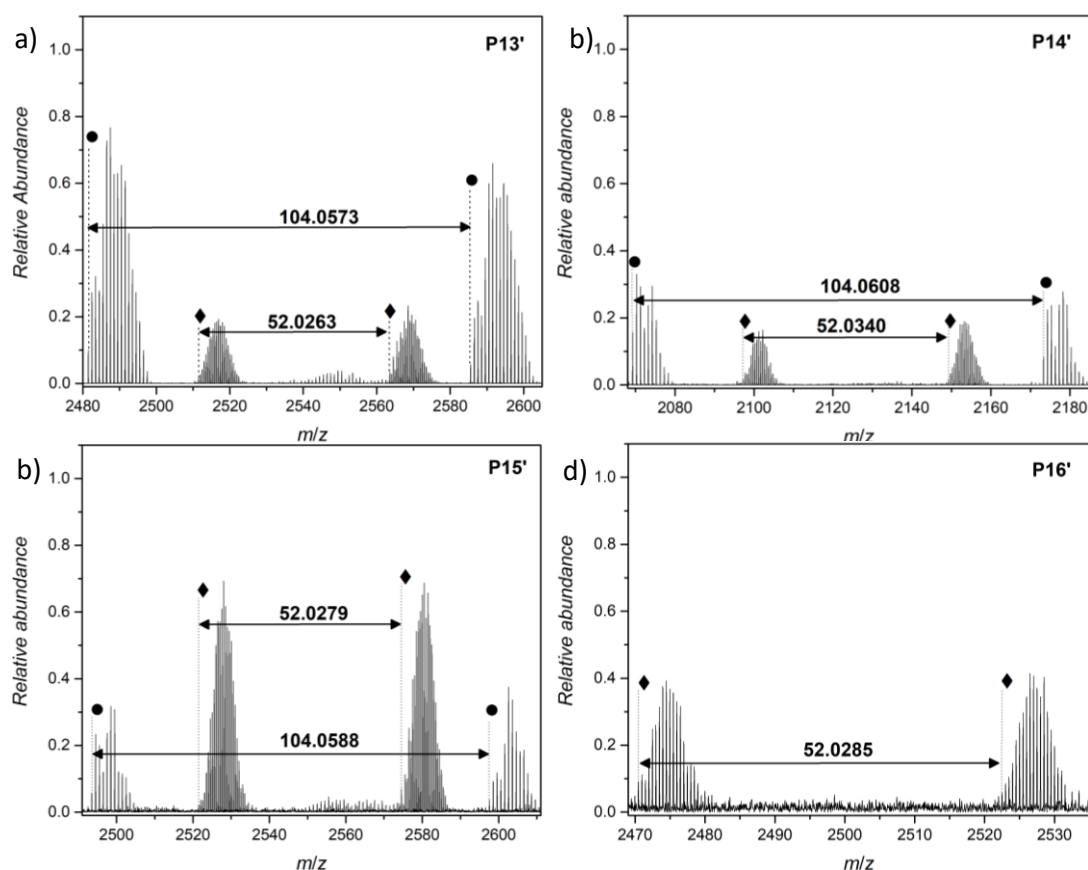 a)
P13'
1.0
0.8
0.6
0.4
0.2
0.0
Relative Abundance
104.0573
52.0263
2480 2500 2520 2540 2560 2580 2600
m/z
b)
P14'
1.0
0.8
0.6
0.4
0.2
0.0
Relative abundance
104.0608
52.0340
2080 2100 2120 2140 2160 2180
m/z
b)
P15'
1.0
0.8
0.6
0.4
0.2
0.0
Relative abundance
52.0279
104.0588
2500 2520 2540 2560 2580 2600
m/z
d)
P16'
1.0
0.8
0.6
0.4
0.2
0.0
Relative abundance
52.0285
2470 2480 2490 2500 2510 2520 2530
m/z